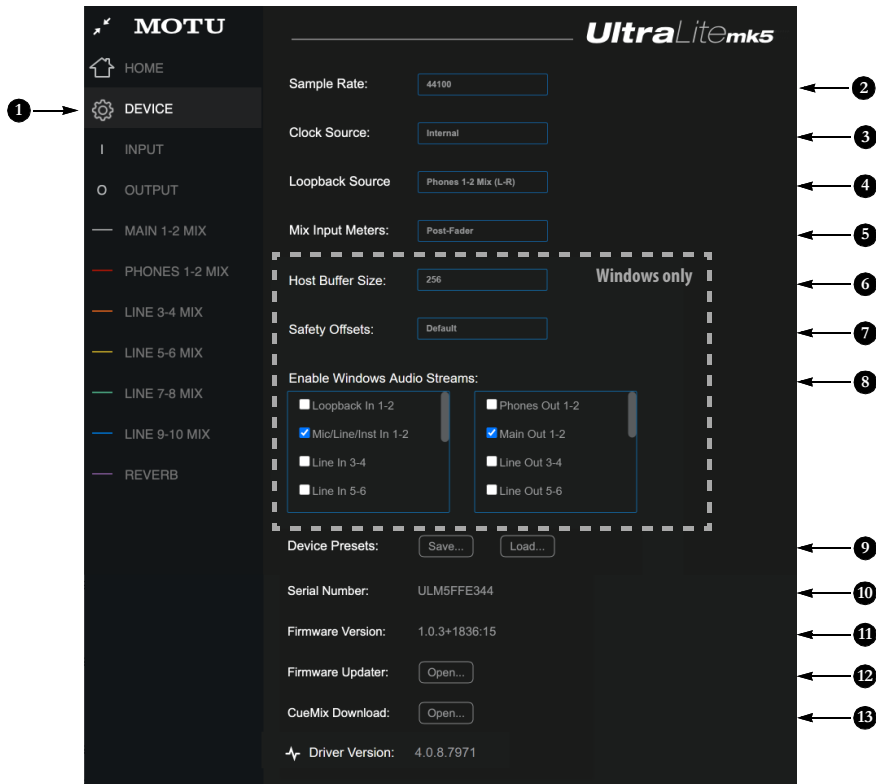 MOTU
UltraLite mk5
HOME
DEVICE
INPUT
OUTPUT
MAIN 1-2 MIX
PHONES 1-2 MIX
LINE 3-4 MIX
LINE 5-6 MIX
LINE 7-8 MIX
LINE 9-10 MIX
REVERB
1
Sample Rate: 44100 2
Clock Source: Internal 3
Loopback Source Phones 1-2 Mix (L-R) 4
Mix Input Meters: Post-Fader 5
Windows only
Host Buffer Size: 256 6
Safety Offsets: Default 7
Enable Windows Audio Streams: 8
Loopback In 1-2 Phones Out 1-2
Mic/Line/Inst In 1-2 Main Out 1-2
Line In 3-4 Line Out 3-4
Line In 5-6 Line Out 5-6
Device Presets: Save... Load... 9
Serial Number: ULM5FFE344 10
Firmware Version: 1.0.3+1836:15 11
Firmware Updater: Open... 12
CueMix Download: Open... 13
Driver Version: 4.0.8.7971